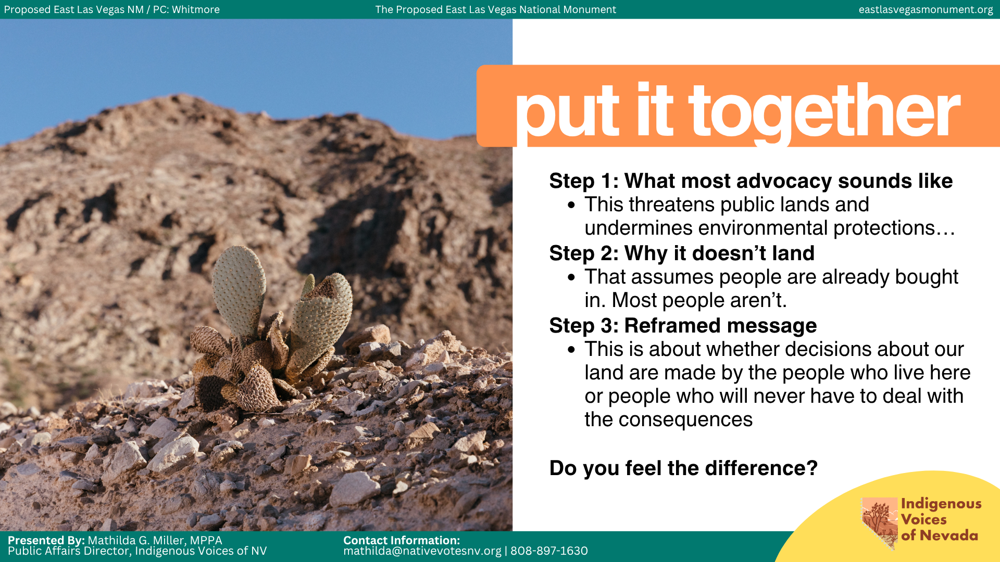 Proposed East Las Vegas NM / PC: Whitmore
The Proposed East Las Vegas National Monument
eastlasvegasmonument.org
put it together
Step 1: What most advocacy sounds like
• This threatens public lands and
undermines environmental protections…
Step 2: Why it doesn’t land
• That assumes people are already bought
in. Most people aren’t.
Step 3: Reframed message
• This is about whether decisions about our
land are made by the people who live here
or people who will never have to deal with
the consequences
Do you feel the difference?
Indigenous
Voices
of Nevada
Presented By: Mathilda G. Miller, MPPA
Public Affairs Director, Indigenous Voices of NV
Contact Information:
mathilda@nativevotesnv.org | 808-897-1630